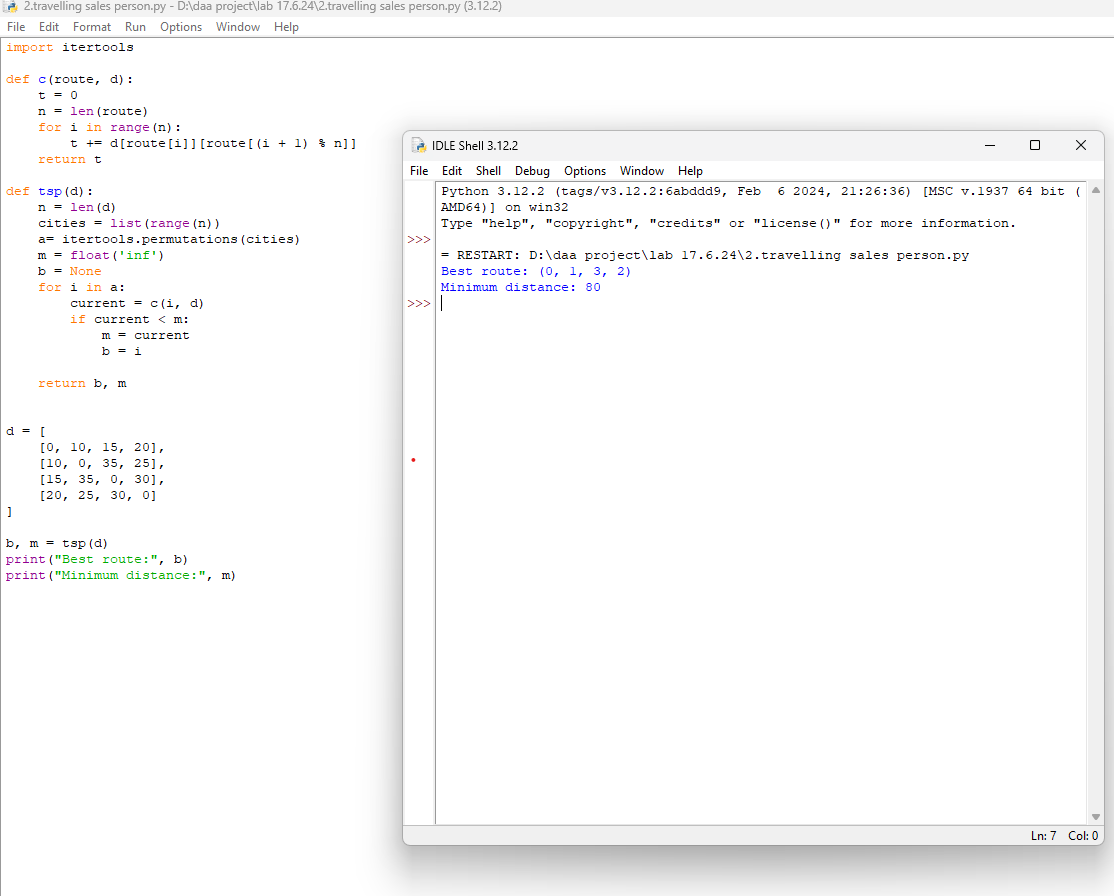 2.travelling sales person.py - D:\daa project\lab 17.6.24\2.travelling sales person.py (3.12.2)
File Edit Format Run Options Window Help
import itertools

def c(route, d):
    t = 0
    n = len(route)
    for i in range(n):
        t += d[route[i]][route[(i + 1) % n]]
    return t

def tsp(d):
    n = len(d)
    cities = list(range(n))
    a= itertools.permutations(cities)
    m = float('inf')
    b = None
    for i in a:
        current = c(i, d)
        if current < m:
            m = current
            b = i

    return b, m


d = [
    [0, 10, 15, 20],
    [10, 0, 35, 25],
    [15, 35, 0, 30],
    [20, 25, 30, 0]
]

b, m = tsp(d)
print("Best route:", b)
print("Minimum distance:", m)
IDLE Shell 3.12.2
File Edit Shell Debug Options Window Help
Python 3.12.2 (tags/v3.12.2:6abddd9, Feb  6 2024, 21:26:36) [MSC v.1937 64 bit (
AMD64)] on win32
Type "help", "copyright", "credits" or "license()" for more information.
>>>
= RESTART: D:\daa project\lab 17.6.24\2.travelling sales person.py
Best route: (0, 1, 3, 2)
Minimum distance: 80
>>>
Ln: 7 Col: 0